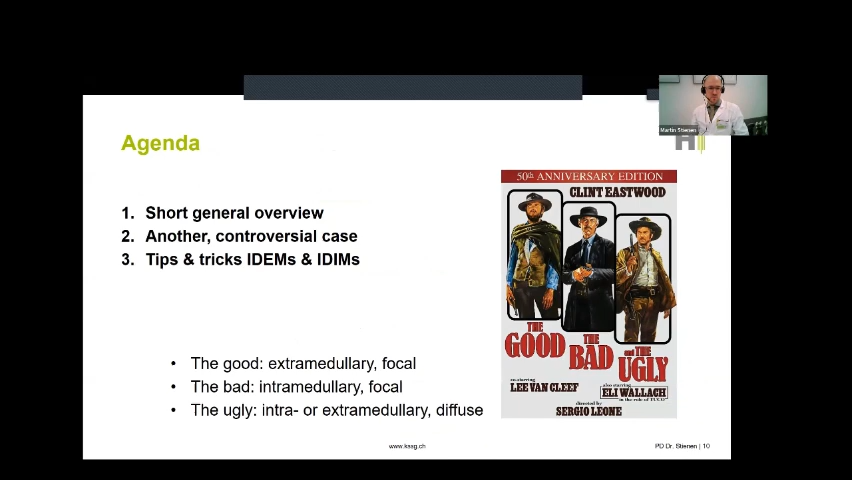 Martin Stienen
Agenda
1. Short general overview
2. Another, controversial case
3. Tips & tricks IDEMs & IDIMs
50th ANNIVERSARY EDITION
CLINT EASTWOOD
THE GOOD
THE BAD
and THE UGLY
co-starring
LEE VAN CLEEF
also starring
ELI WALLACH
in the role of TUCO
directed by
SERGIO LEONE
• The good: extramedullary, focal
• The bad: intramedullary, focal
• The ugly: intra- or extramedullary, diffuse
www.kssg.ch
PD Dr. Stienen | 10